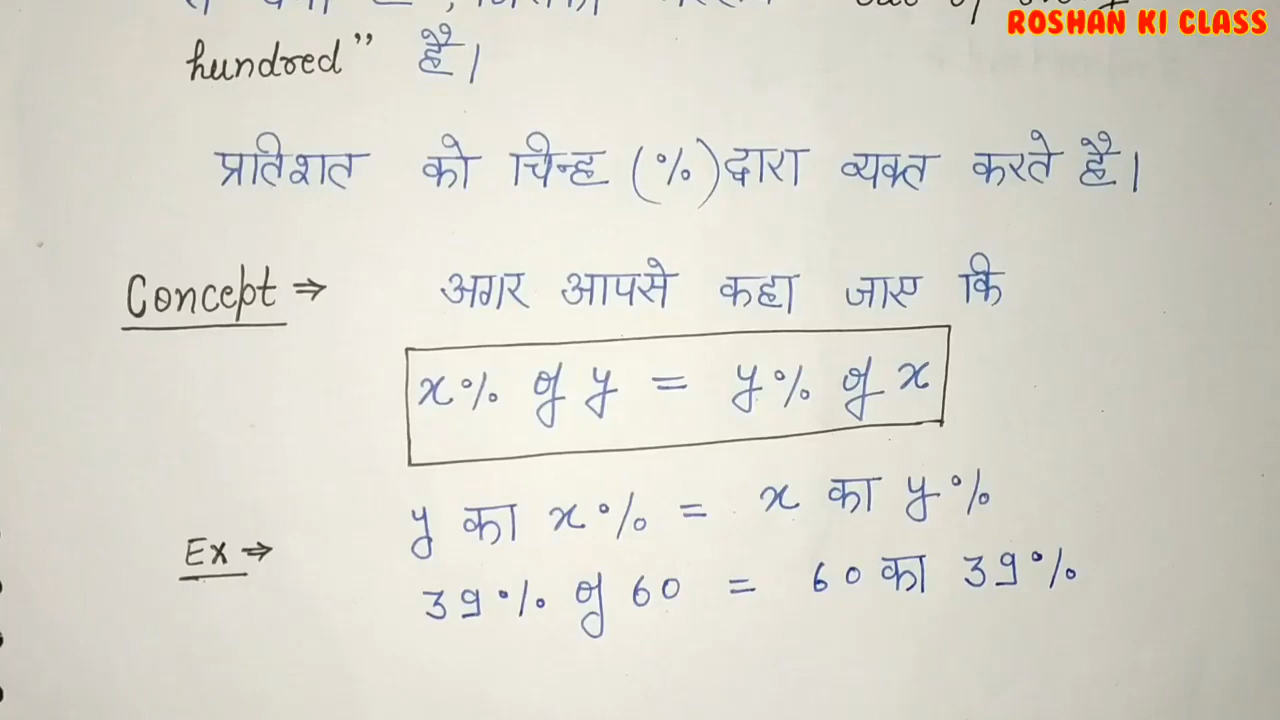 ROSHAN KI CLASS
hundred” है।
प्रतिशत को चिन्ह (%) द्वारा व्यक्त करते है।
Concept ⇒ अगर आपसे कहा जाए कि
x% of y = y% of x
y का x% = x का y%
Ex ⇒
39% of 60 = 60 का 39%